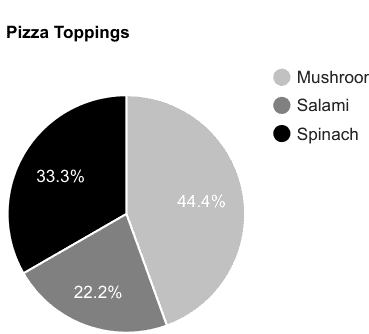 Pizza Toppings
Mushroor
Salami
Spinach
33.3%
44.4%
22.2%